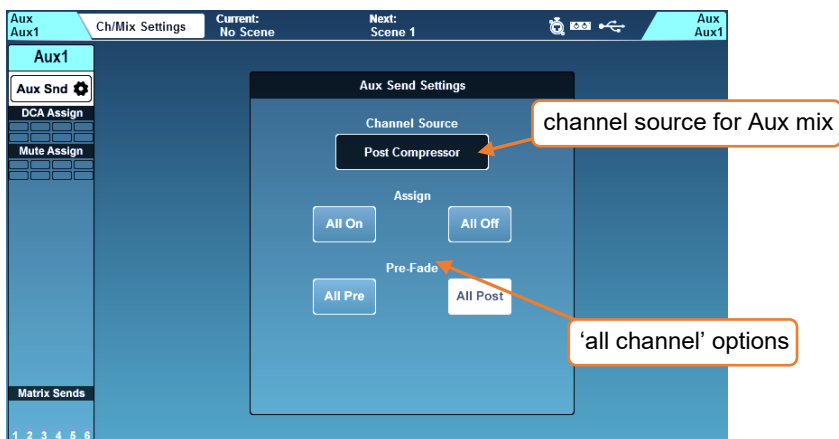 Aux
Aux1
Ch/Mix Settings
Current:
No Scene
Next:
Scene 1
Aux
Aux1
Aux1
Aux Snd
DCA Assign
Mute Assign
Aux Send Settings
Channel Source
Post Compressor
channel source for Aux mix
Assign
All On
All Off
Pre-Fade
All Pre
All Post
‘all channel’ options
Matrix Sends
1 2 3 4 5 6